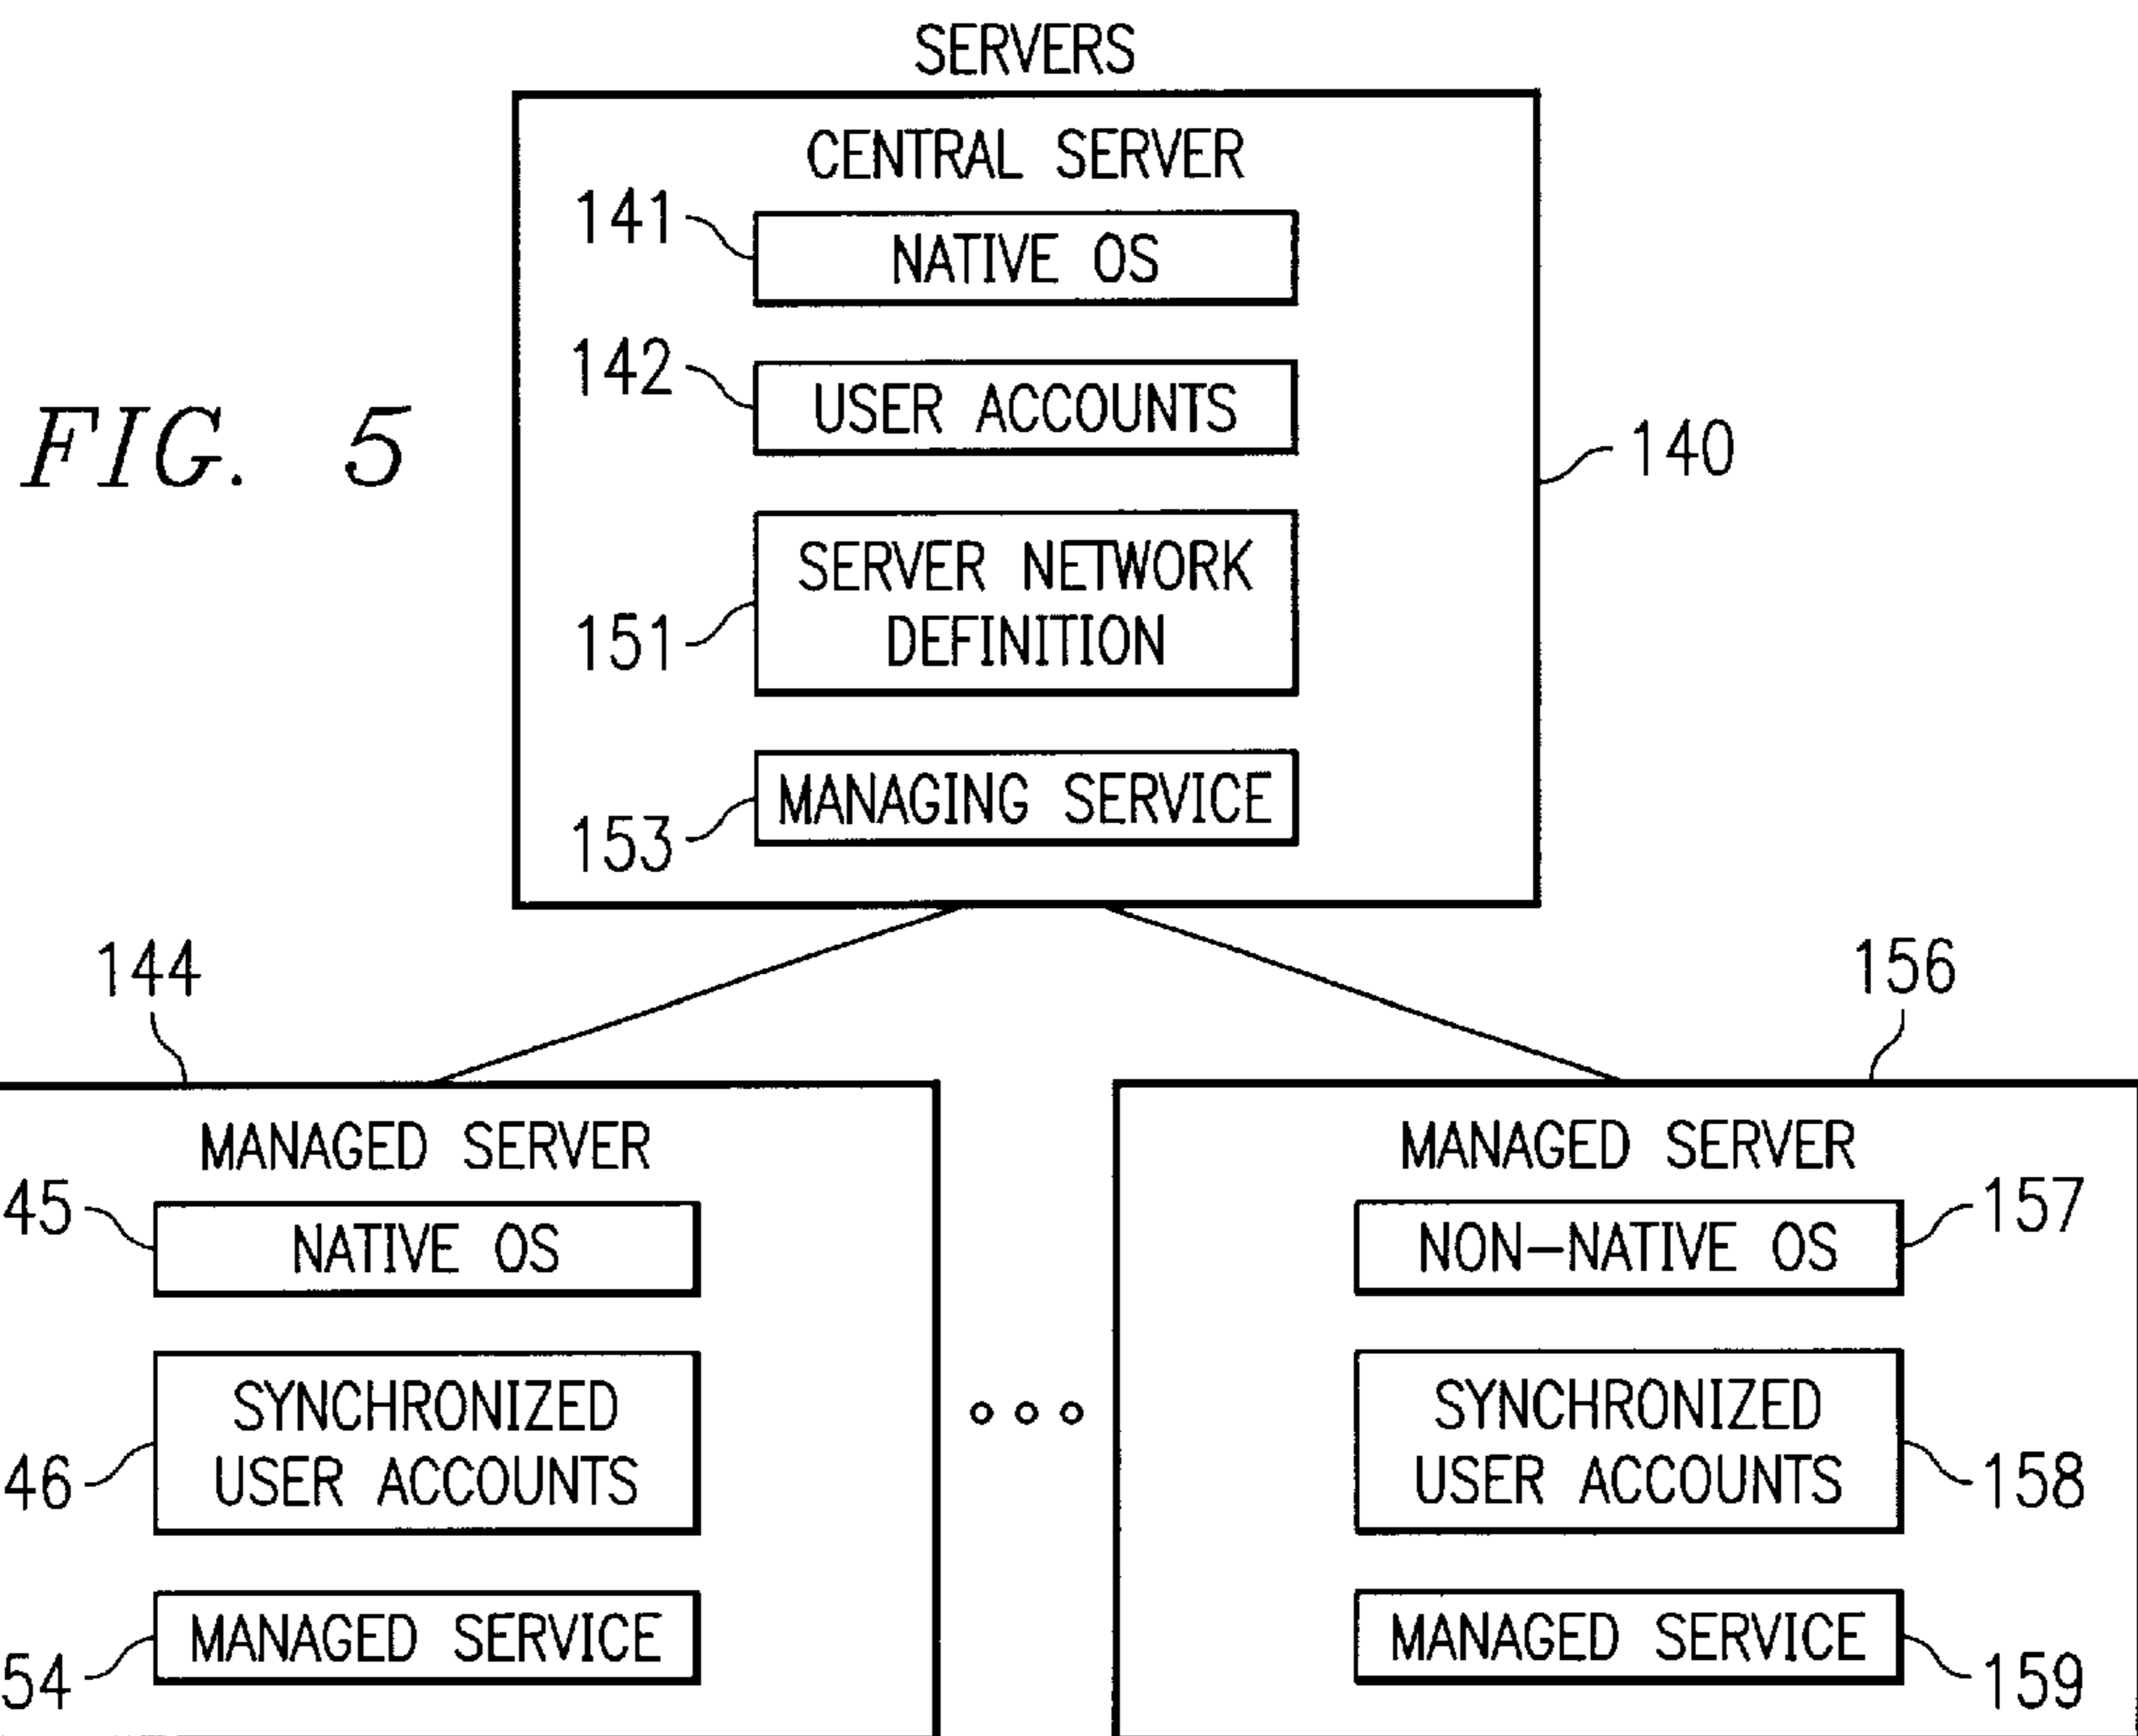 SERVERS
CENTRAL SERVER
141
NATIVE OS
142
USER ACCOUNTS
FIG. 5
140
SERVER NETWORK
DEFINITION
151
MANAGING SERVICE
153
144
156
MANAGED SERVER
45
NATIVE OS
SYNCHRONIZED
USER ACCOUNTS
46
MANAGED SERVICE
54
MANAGED SERVER
157
NON-NATIVE OS
SYNCHRONIZED
USER ACCOUNTS
158
MANAGED SERVICE
159